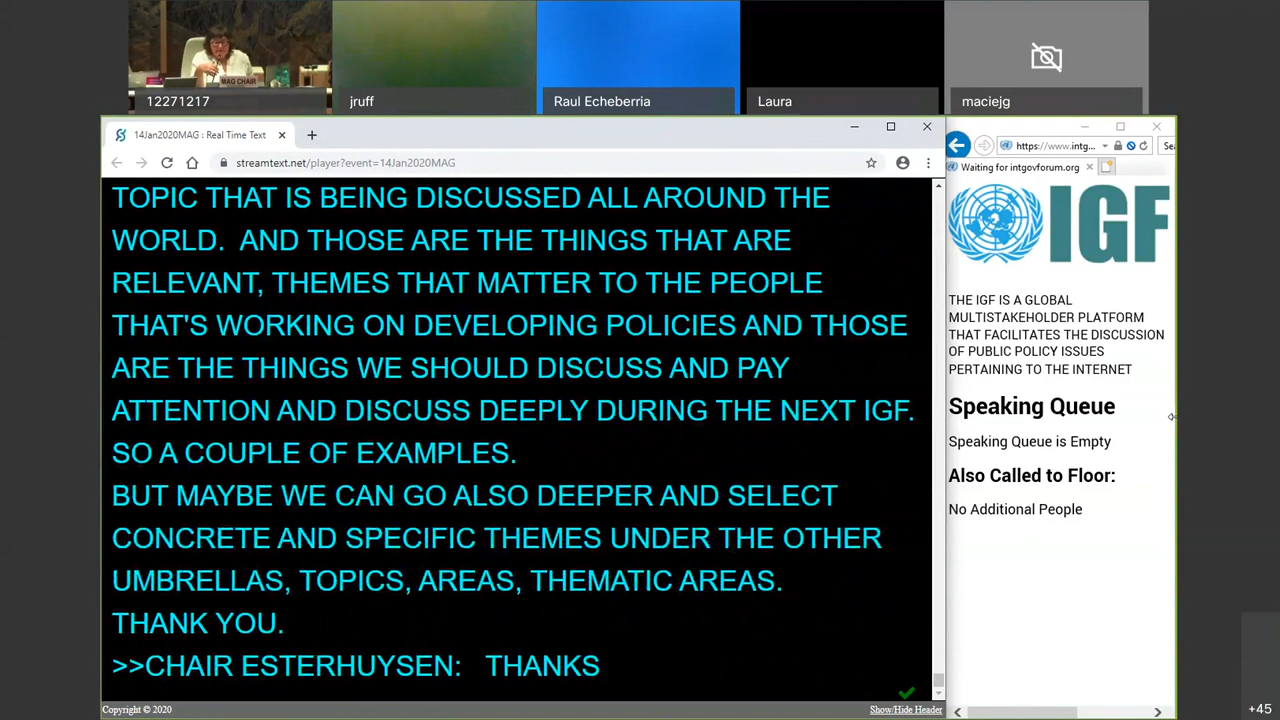 MAG CHAIR
12271217
jruff
Raul Echeberria
Laura
maciejg
14Jan2020MAG : Real Time Text
streamtext.net/player?event=14Jan2020MAG
TOPIC THAT IS BEING DISCUSSED ALL AROUND THE
WORLD. AND THOSE ARE THE THINGS THAT ARE
RELEVANT, THEMES THAT MATTER TO THE PEOPLE
THAT'S WORKING ON DEVELOPING POLICIES AND THOSE
ARE THE THINGS WE SHOULD DISCUSS AND PAY
ATTENTION AND DISCUSS DEEPLY DURING THE NEXT IGF.
SO A COUPLE OF EXAMPLES.
BUT MAYBE WE CAN GO ALSO DEEPER AND SELECT
CONCRETE AND SPECIFIC THEMES UNDER THE OTHER
UMBRELLAS, TOPICS, AREAS, THEMATIC AREAS.
THANK YOU.
>>CHAIR ESTERHUYSEN: THANKS
Copyright © 2020
Show/Hide Header
https://www.intg...
Sea
Waiting for intgovforum.org
IGF
THE IGF IS A GLOBAL
MULTISTAKEHOLDER PLATFORM
THAT FACILITATES THE DISCUSSION
OF PUBLIC POLICY ISSUES
PERTAINING TO THE INTERNET
Speaking Queue
Speaking Queue is Empty
Also Called to Floor:
No Additional People
+45